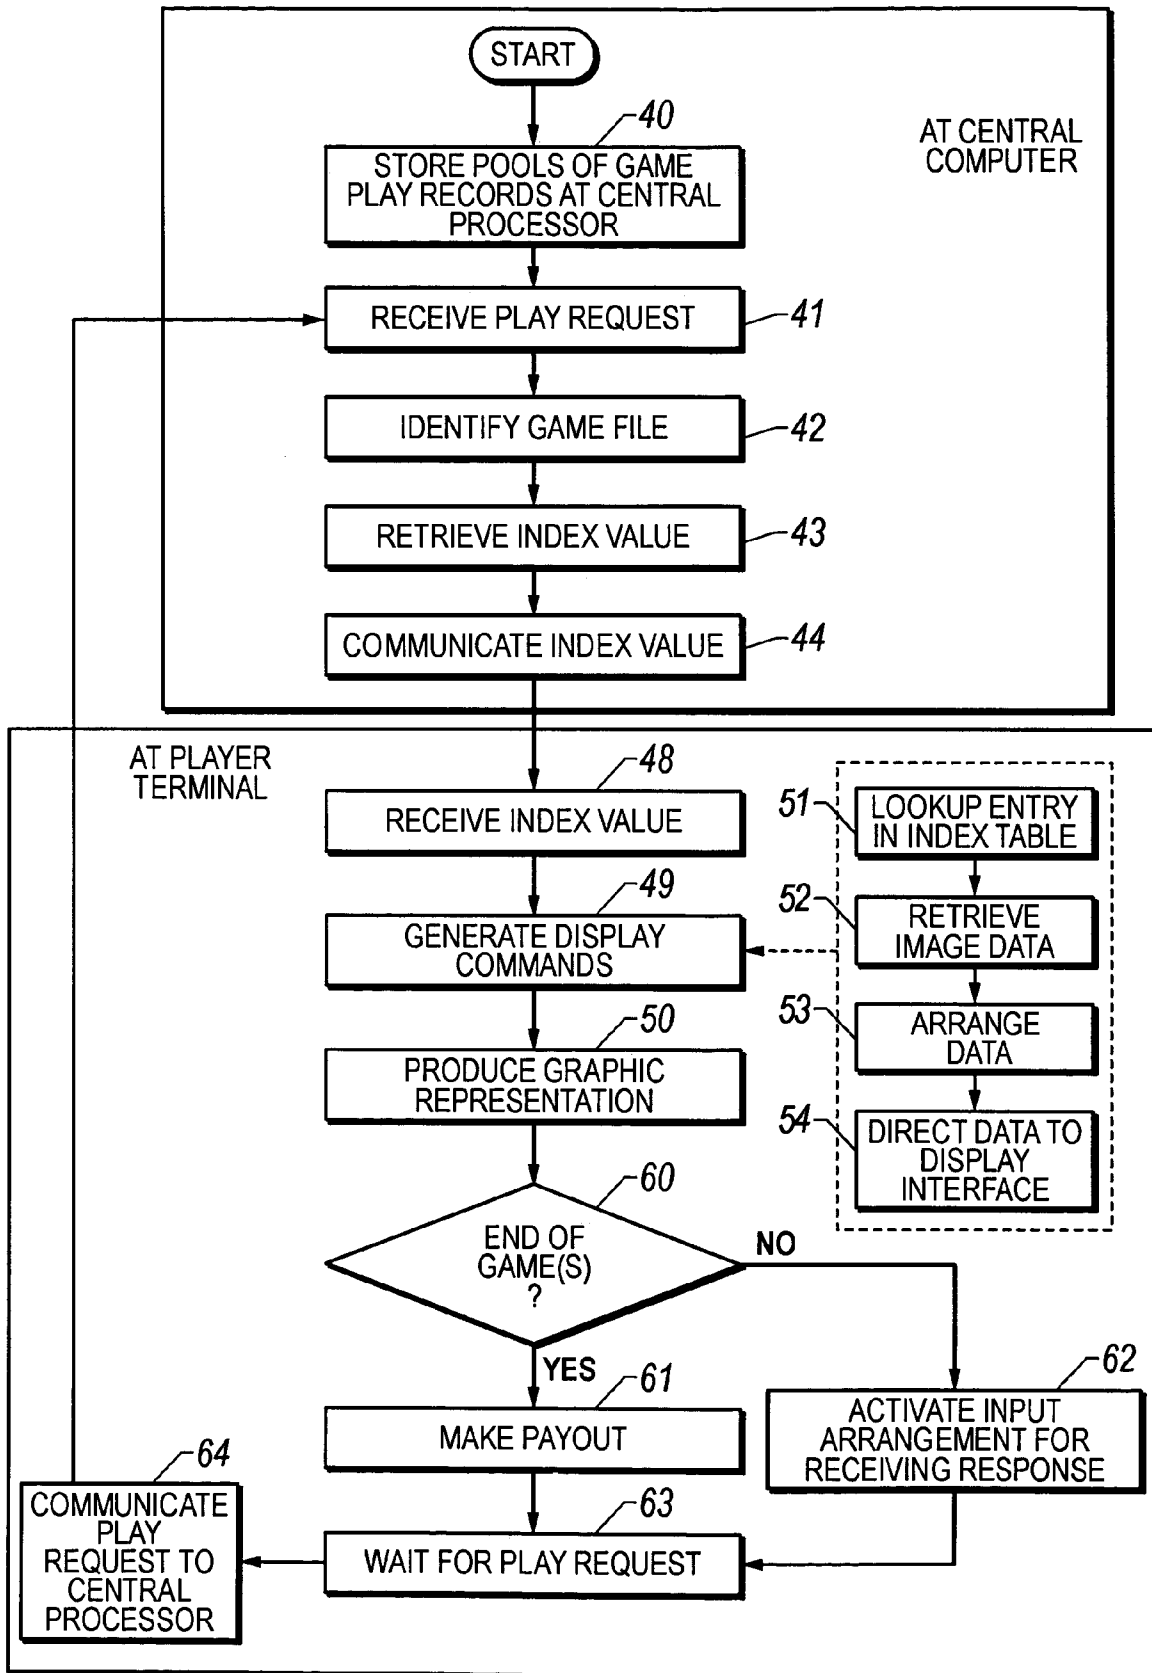 START
40
AT CENTRAL
COMPUTER
STORE POOLS OF GAME
PLAY RECORDS AT CENTRAL
PROCESSOR
RECEIVE PLAY REQUEST
41
IDENTIFY GAME FILE
42
RETRIEVE INDEX VALUE
43
COMMUNICATE INDEX VALUE
44
AT PLAYER
TERMINAL
48
RECEIVE INDEX VALUE
49
GENERATE DISPLAY
COMMANDS
50
PRODUCE GRAPHIC
REPRESENTATION
51
LOOKUP ENTRY
IN INDEX TABLE
52
RETRIEVE
IMAGE DATA
53
ARRANGE
DATA
54
DIRECT DATA TO
DISPLAY
INTERFACE
60
END OF
GAME(S)
?
NO
YES
61
MAKE PAYOUT
62
ACTIVATE INPUT
ARRANGEMENT FOR
RECEIVING RESPONSE
63
WAIT FOR PLAY REQUEST
64
COMMUNICATE
PLAY
REQUEST TO
CENTRAL
PROCESSOR